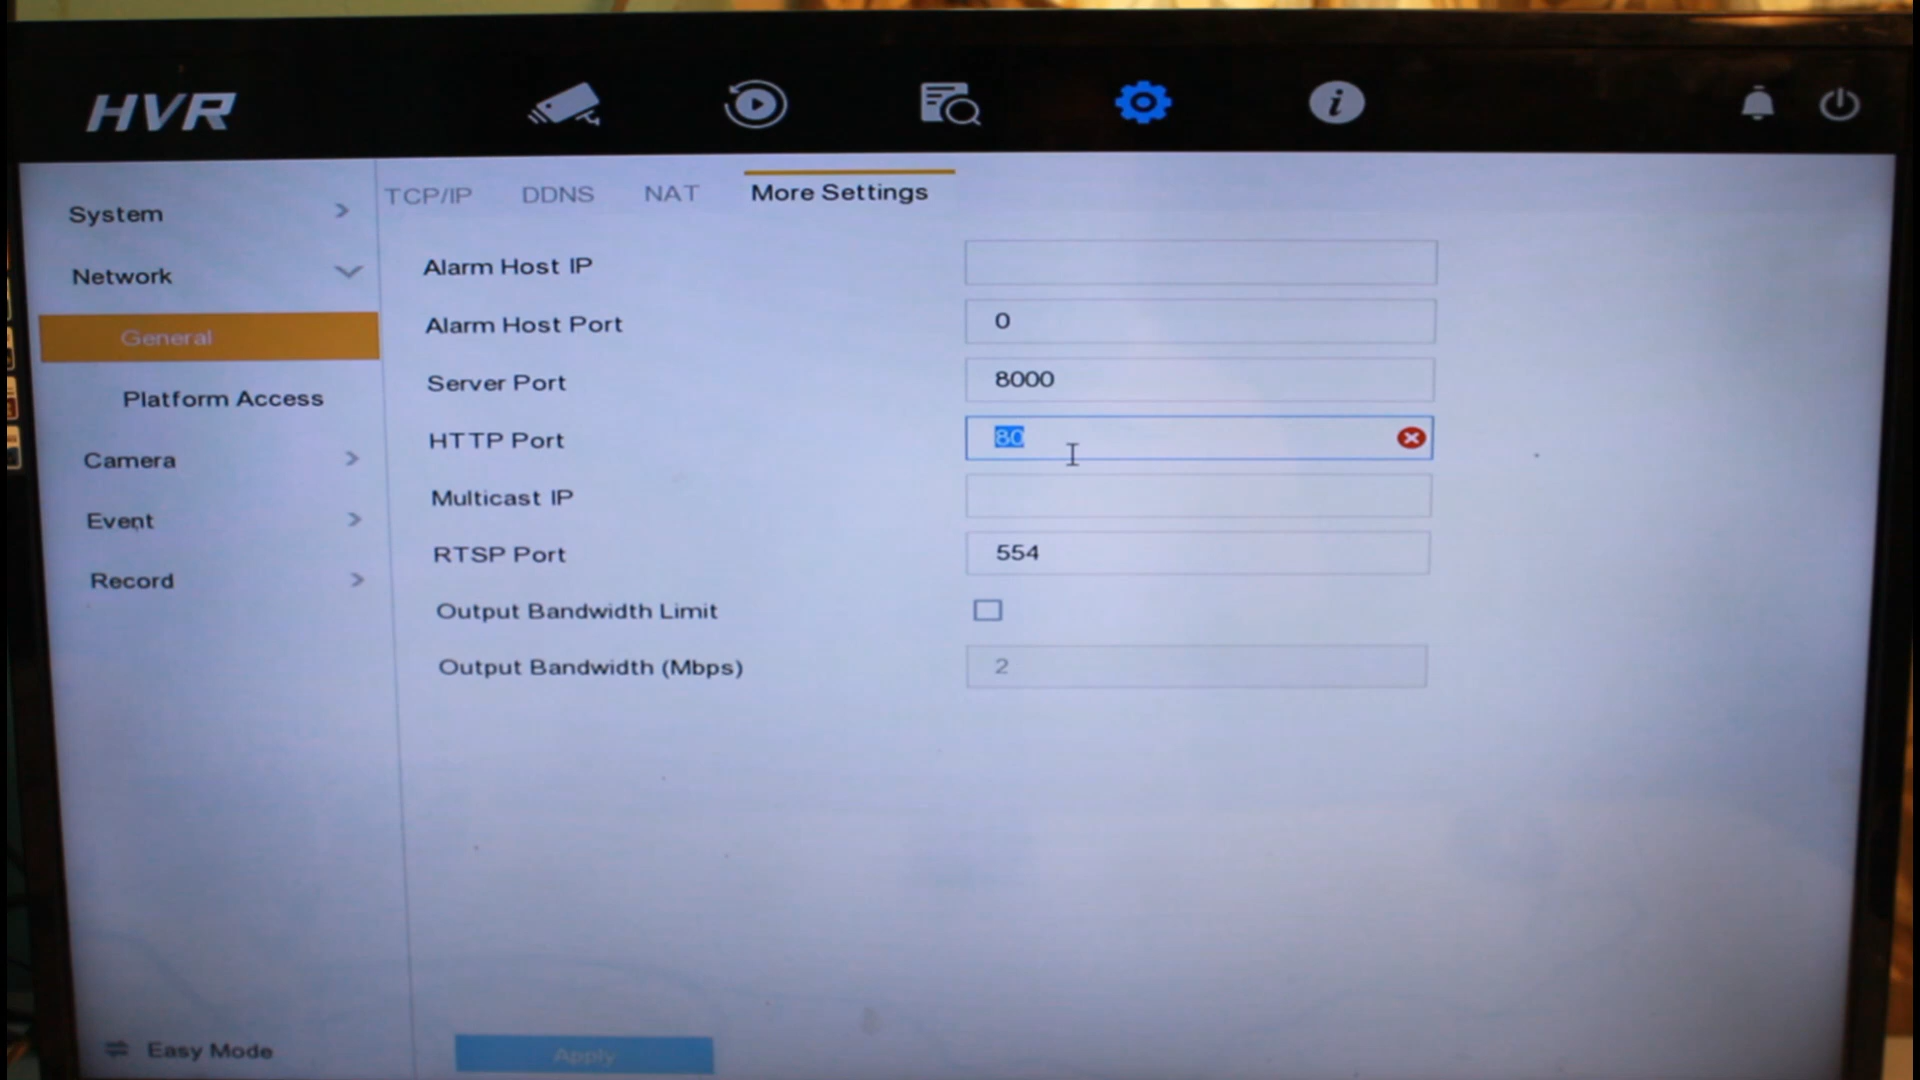 HVR
System
Network
General
Platform Access
Camera
Event
Record
Easy Mode
TCP/IP DDNS NAT More Settings
Alarm Host IP
Alarm Host Port 0
Server Port 8000
HTTP Port 80
Multicast IP
RTSP Port 554
Output Bandwidth Limit
Output Bandwidth (Mbps) 2
Apply